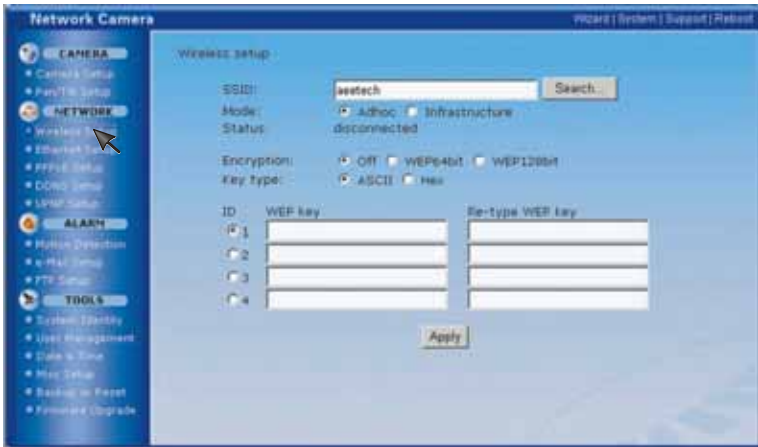 Network Camera
Wizard | System | Support | Reboot
CAMERA
Camera Setup
Pan/Tilt Setup
NETWORK
Wireless
Ethernet
PPPoE Setup
DDNS Setup
UPNP Setup
ALARM
Motion Detection
e-Mail Setup
FTP Setup
TOOLS
System Identity
User Management
Date & Time
Misc Setup
Backup or Reset
Firmware Upgrade
Wireless setup
SSID: aeetech Search...
Mode: Adhoc Infrastructure
Status: disconnected
Encryption: Off WEP64bit WEP128bit
Key type: ASCII Hex
ID WEP key Re-type WEP key
1
2
3
4
Apply